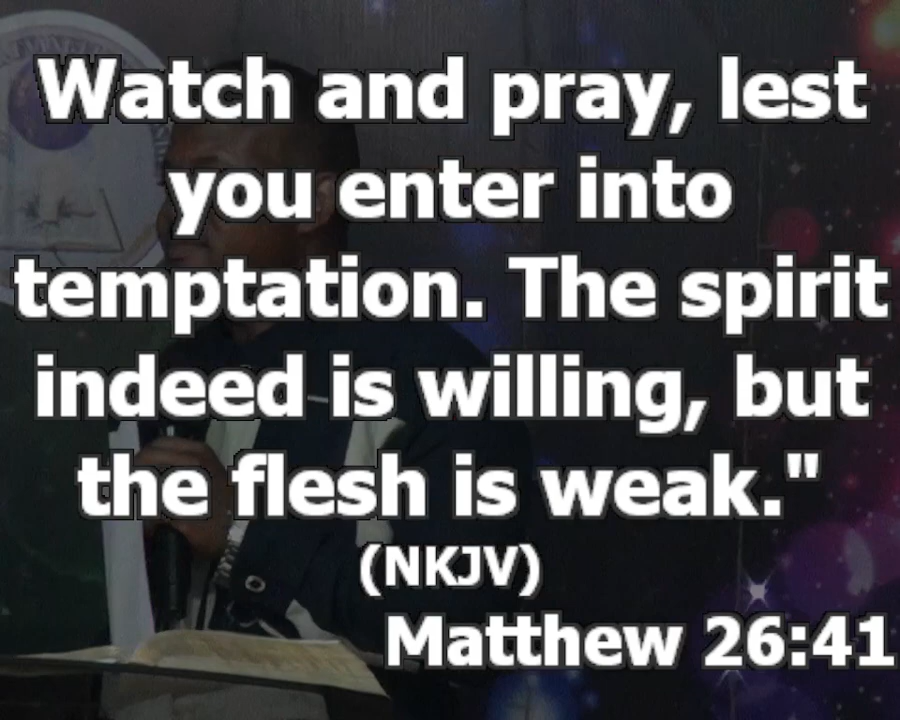 Watch and pray, lest
you enter into
temptation. The spirit
indeed is willing, but
the flesh is weak."
(NKJV)
Matthew 26:41